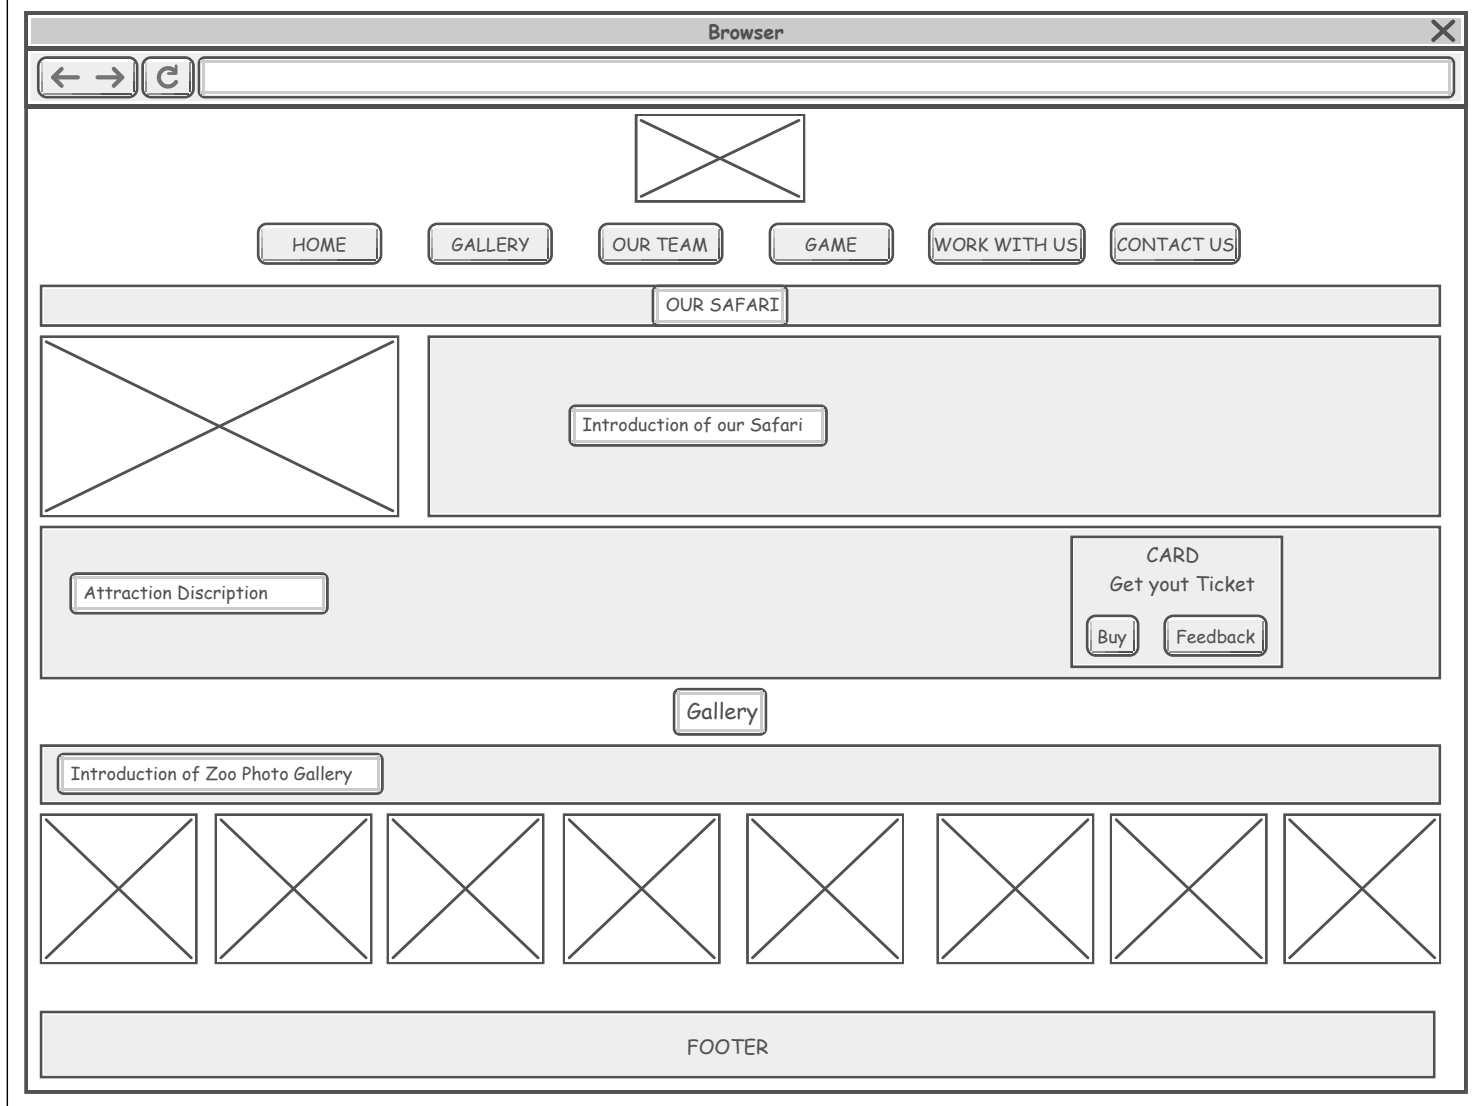 Browser
HOME
GALLERY
OUR TEAM
GAME
WORK WITH US
CONTACT US
OUR SAFARI
Introduction of our Safari
Attraction Discription
CARD
Get yout Ticket
Buy
Feedback
Gallery
Introduction of Zoo Photo Gallery
FOOTER